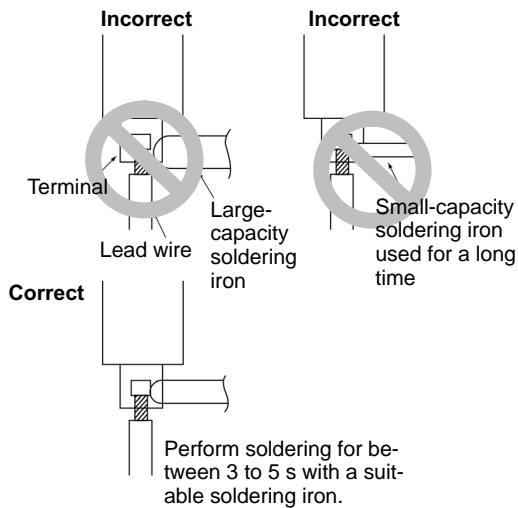 Incorrect
Incorrect
Terminal
Lead wire
Large-
capacity
soldering
iron
Small-capacity
soldering iron
used for a long
time
Correct
Perform soldering for be-
tween 3 to 5 s with a suit-
able soldering iron.